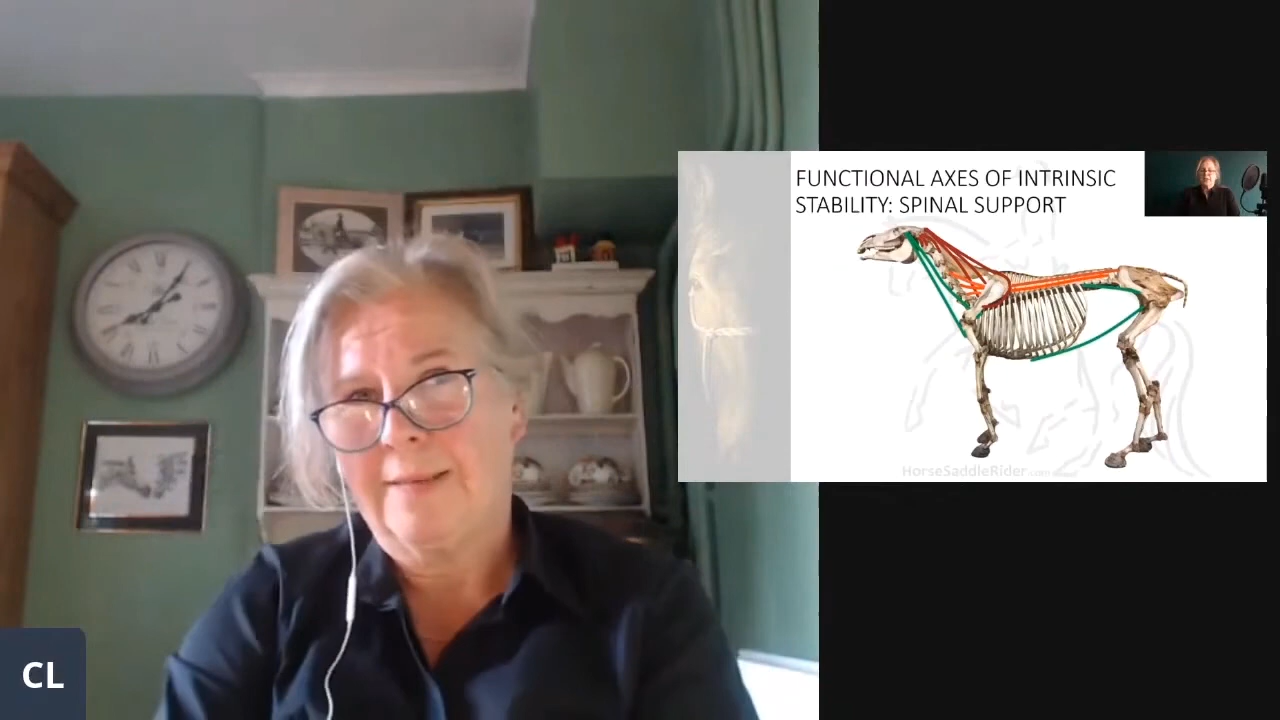 FUNCTIONAL AXES OF INTRINSIC
STABILITY: SPINAL SUPPORT
HorseSaddleRider.com
CL